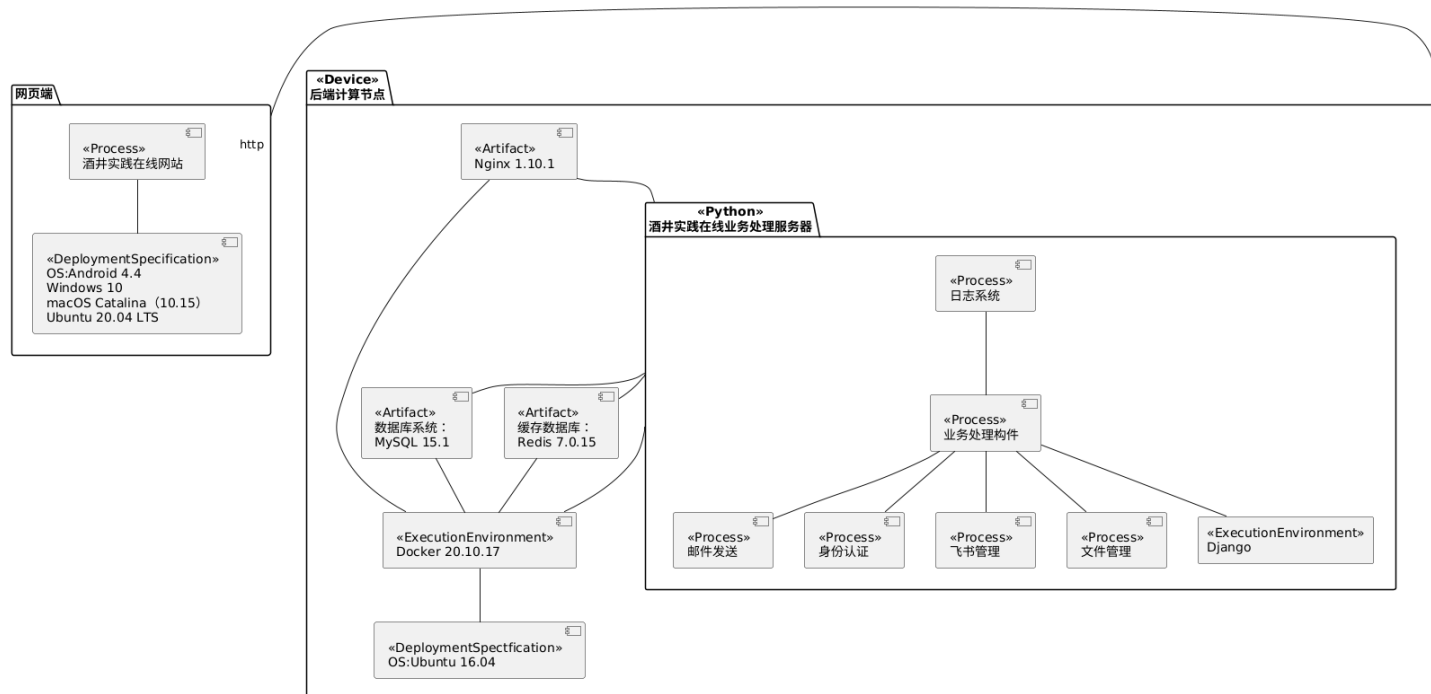 网页端
«Process»
酒井实践在线网站
http
«DeploymentSpecification»
OS:Android 4.4
Windows 10
macOS Catalina（10.15）
Ubuntu 20.04 LTS
«Device»
后端计算节点
«Artifact»
Nginx 1.10.1
«Python»
酒井实践在线业务处理服务器
«Process»
日志系统
«Artifact»
数据库系统：
MySQL 15.1
«Artifact»
缓存数据库：
Redis 7.0.15
«Process»
业务处理构件
«ExecutionEnvironment»
Docker 20.10.17
«Process»
邮件发送
«Process»
身份认证
«Process»
飞书管理
«Process»
文件管理
«ExecutionEnvironment»
Django
«DeploymentSpectfication»
OS:Ubuntu 16.04